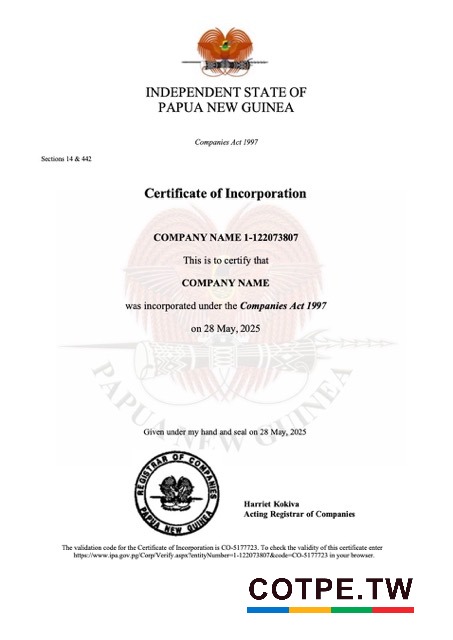 INDEPENDENT STATE OF
PAPUA NEW GUINEA
Companies Act 1997
Sections 14 & 442
Certificate of Incorporation
COMPANY NAME 1-122073807
This is to certify that
COMPANY NAME
was incorporated under the Companies Act 1997
on 28 May, 2025
PAPUA NEW GUINEA
Given under my hand and seal on 28 May, 2025
REGISTRAR OF COMPANIES
PAPUA NEW GUINEA
Harriet Kokiva
Acting Registrar of Companies
The validation code for the Certificate of Incorporation is CO-5177723. To check the validity of this certificate enter
https://www.ipa.gov.pg/Corp/Verify.aspx?entityNumber=1-122073807&code=CO-5177723 in your browser.
COTPE.TW